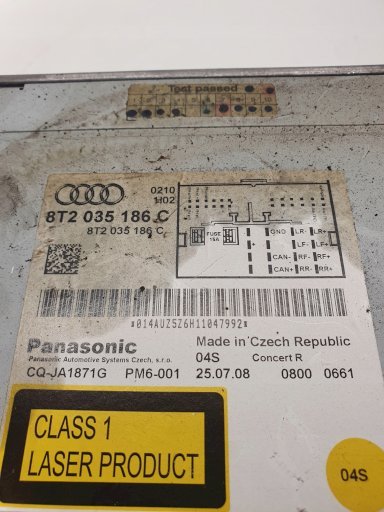 Test passed
0210
H02
8T2 035 186 C
8T2 035 186 C
FUSE
15A
GND LR- LR+
+ LF- LF+
CAN- RF- RF+
CAN+ RR- RR+
*814AUZ5Z6H11047992*
Panasonic
Made in Czech Republic
Panasonic Automotive Systems Czech, s.r.o.
04S Concert R
CQ-JA1871G PM6-001 25.07.08 0800 0661
CLASS 1
LASER PRODUCT
04S